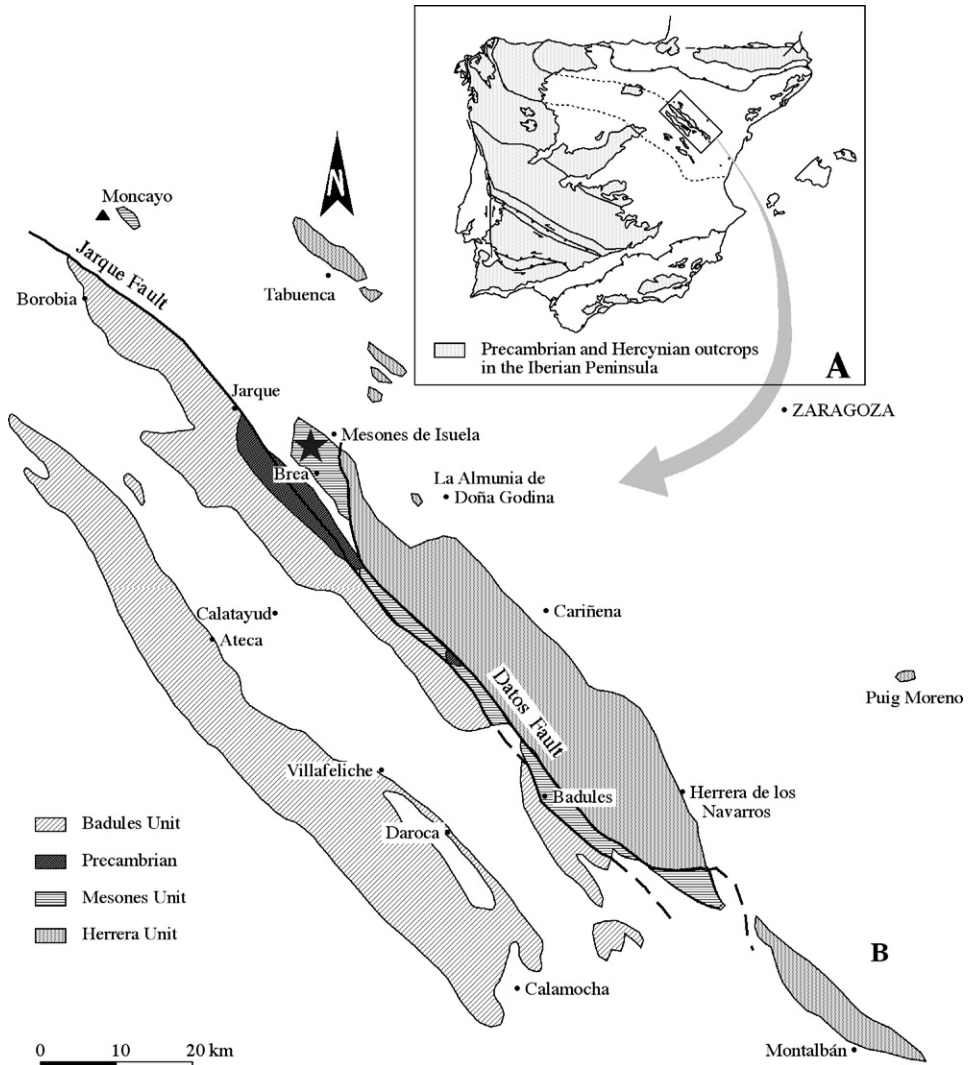 Precambrian and Hercynian outcrops
in the Iberian Peninsula
A
N
Moncayo
Jarque Fault
Borobia
Tabuenca
Jarque
ZARAGOZA
Mesones de Isuela
Brea
La Almunia de
Doña Godina
Calatayud
Ateca
Cariñena
Datos Fault
Puig Moreno
Villafeliche
Badules
Herrera de los
Navarros
Daroca
Badules Unit
Precambrian
Mesones Unit
Herrera Unit
B
Calamocha
Montalbán
0 10 20 km